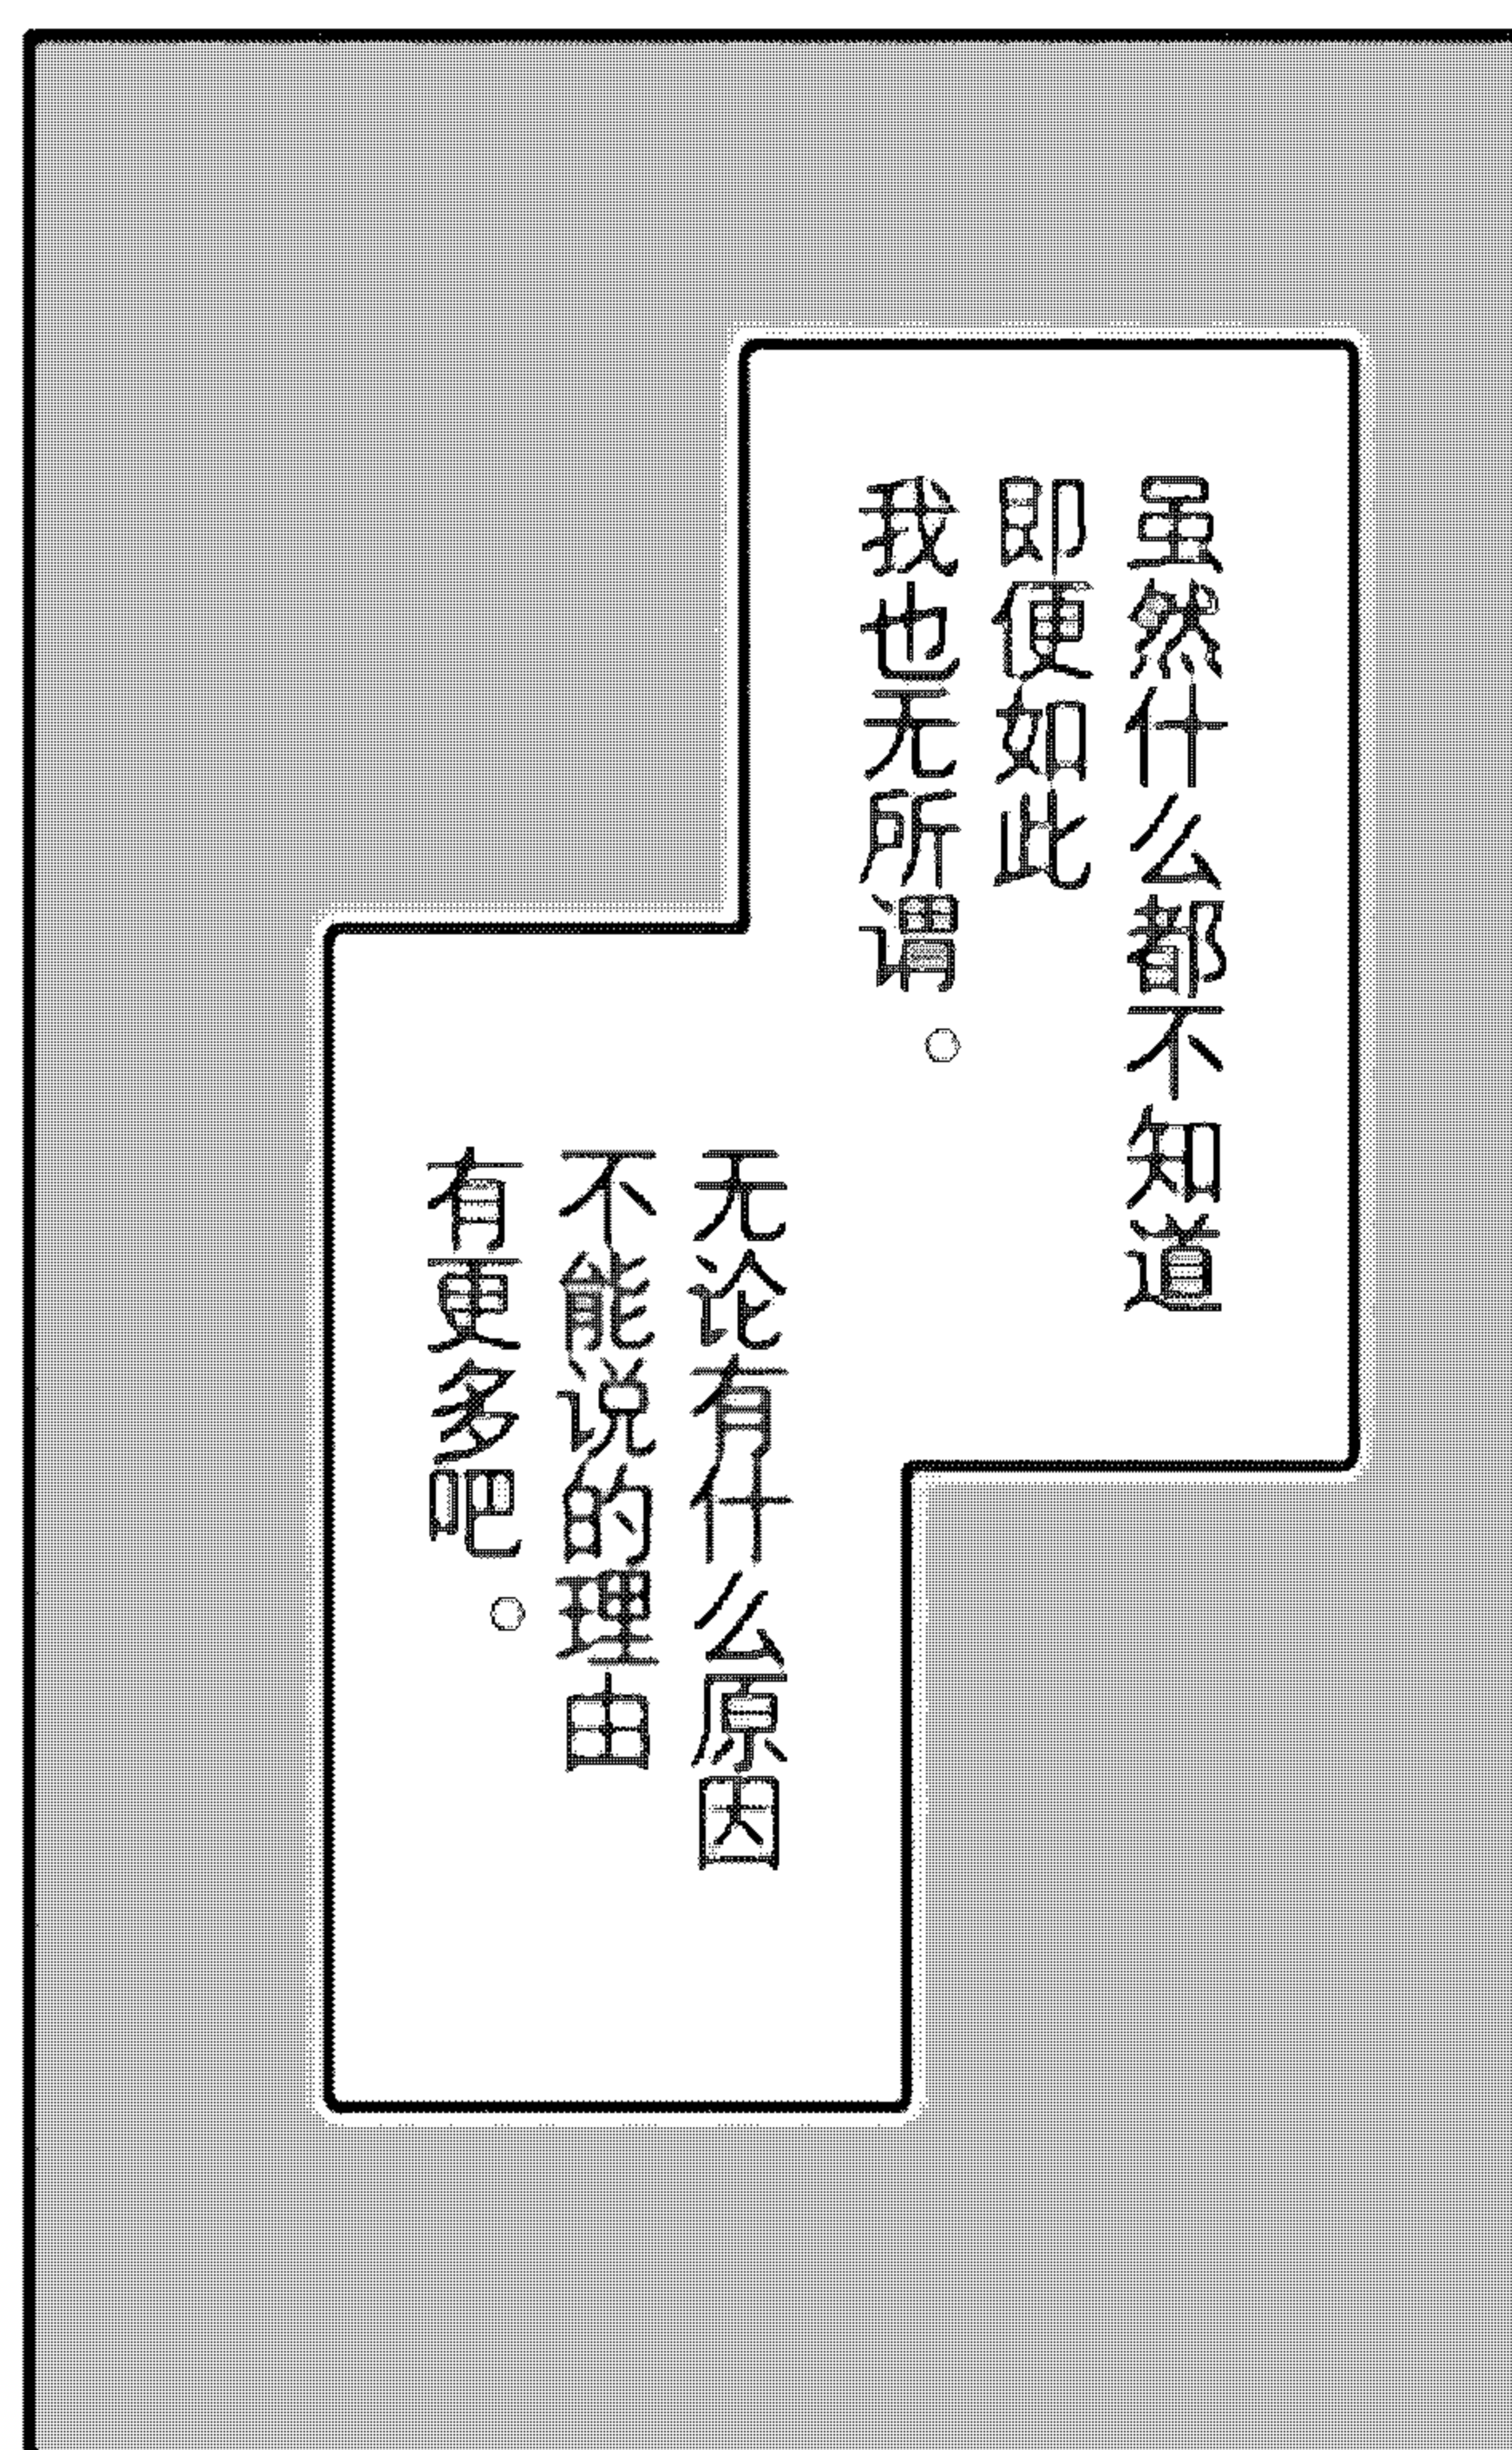 虽然什么都不知道
即便如此
我也无所谓。
无论有什么原因
不能说的理由
有更多吧。